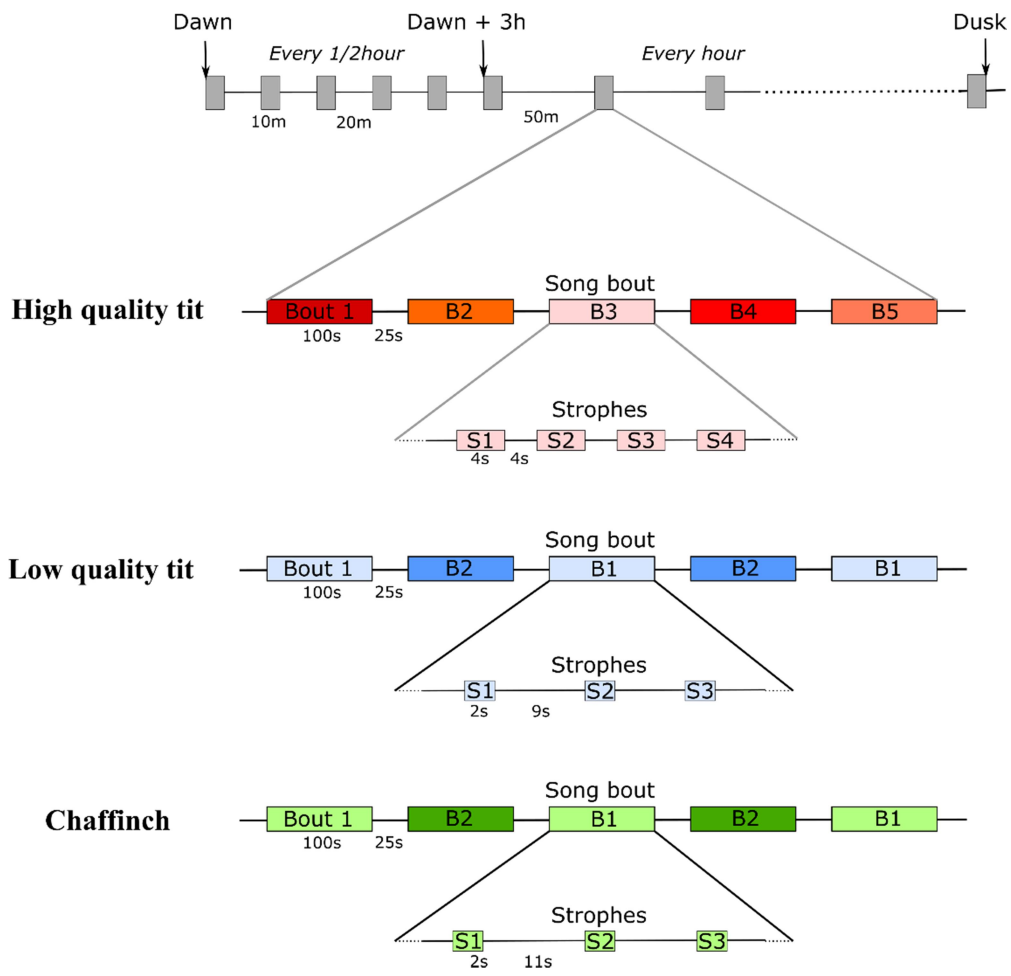 Dawn
Dawn + 3h
Dusk
Every 1/2hour
Every hour
10m
20m
50m
Song bout
High quality tit
Bout 1
B2
B3
B4
B5
100s
25s
Strophes
S1
S2
S3
S4
4s
4s
Song bout
Low quality tit
Bout 1
B2
B1
B2
B1
100s
25s
Strophes
S1
S2
S3
2s
9s
Song bout
Chaffinch
Bout 1
B2
B1
B2
B1
100s
25s
Strophes
S1
S2
S3
2s
11s